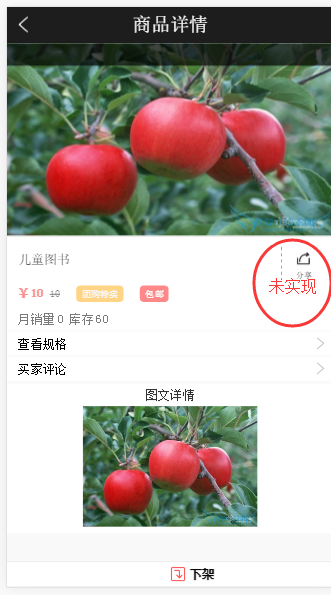 商品详情
儿童图书
分享
未实现
¥10 10 团购特卖 包邮
月销量0 库存60
查看规格
买家评论
图文详情
下架